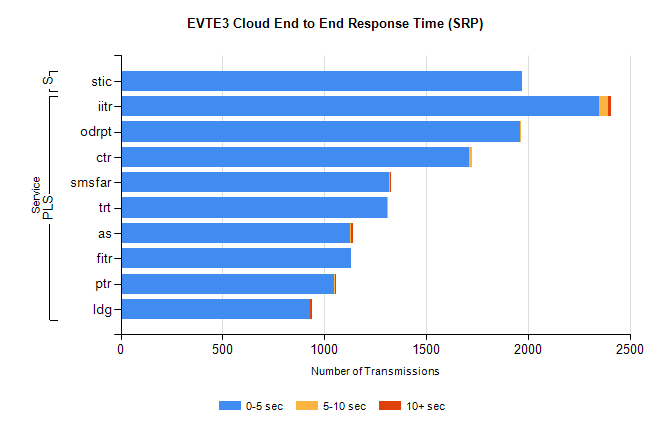 EVTE3 Cloud End to End Response Time (SRP)
S
stic
iitr
odrpt
ctr
smsfar
Service
PLS
trt
as
fitr
ptr
ldg
0 500 1000 1500 2000 2500
Number of Transmissions
0-5 sec 5-10 sec 10+ sec